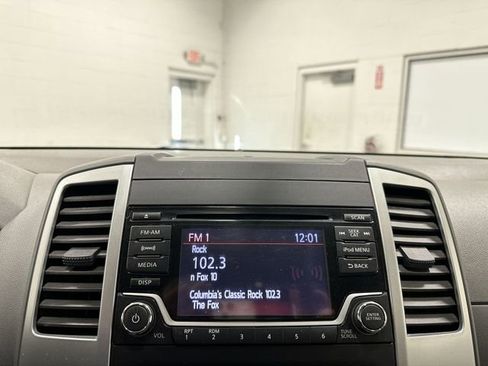 EXIT
SCAN
FM-AM
MEDIA
DISP
FM 1 12:01
Rock
102.3
n Fox 10
Columbia's Classic Rock 102.3
The Fox
SEEK
CAT
iPod MENU
BACK
VOL
RPT RDM
1 2 3 4 5 6
TUNE
SCROLL
ENTER
SETTING